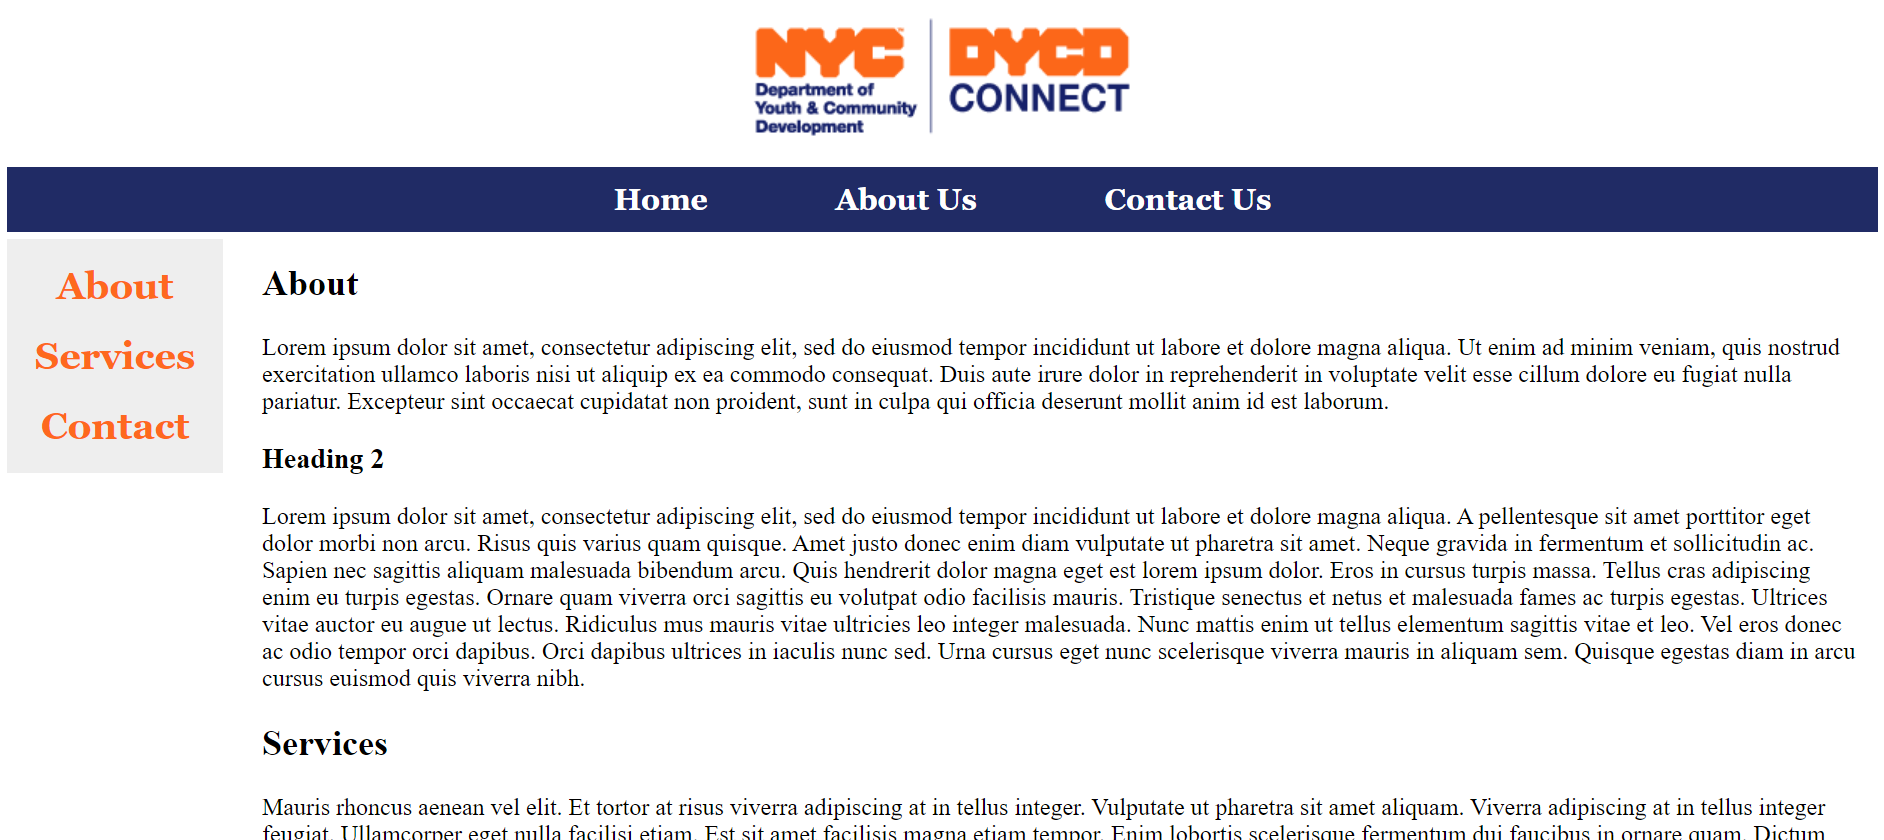 NYC
Department of
Youth & Community
Development
DYCD
CONNECT
Home About Us Contact Us
About
Services
Contact
About
Lorem ipsum dolor sit amet, consectetur adipiscing elit, sed do eiusmod tempor incididunt ut labore et dolore magna aliqua. Ut enim ad minim veniam, quis nostrud
exercitation ullamco laboris nisi ut aliquip ex ea commodo consequat. Duis aute irure dolor in reprehenderit in voluptate velit esse cillum dolore eu fugiat nulla
pariatur. Excepteur sint occaecat cupidatat non proident, sunt in culpa qui officia deserunt mollit anim id est laborum.
Heading 2
Lorem ipsum dolor sit amet, consectetur adipiscing elit, sed do eiusmod tempor incididunt ut labore et dolore magna aliqua. A pellentesque sit amet porttitor eget
dolor morbi non arcu. Risus quis varius quam quisque. Amet justo donec enim diam vulputate ut pharetra sit amet. Neque gravida in fermentum et sollicitudin ac.
Sapien nec sagittis aliquam malesuada bibendum arcu. Quis hendrerit dolor magna eget est lorem ipsum dolor. Eros in cursus turpis massa. Tellus cras adipiscing
enim eu turpis egestas. Ornare quam viverra orci sagittis eu volutpat odio facilisis mauris. Tristique senectus et netus et malesuada fames ac turpis egestas. Ultrices
vitae auctor eu augue ut lectus. Ridiculus mus mauris vitae ultricies leo integer malesuada. Nunc mattis enim ut tellus elementum sagittis vitae et leo. Vel eros donec
ac odio tempor orci dapibus. Orci dapibus ultrices in iaculis nunc sed. Urna cursus eget nunc scelerisque viverra mauris in aliquam sem. Quisque egestas diam in arcu
cursus euismod quis viverra nibh.
Services
Mauris rhoncus aenean vel elit. Et tortor at risus viverra adipiscing at in tellus integer. Vulputate ut pharetra sit amet aliquam. Viverra adipiscing at in tellus integer
feugiat. Ullamcorper eget nulla facilisi etiam. Est sit amet facilisis magna etiam tempor. Enim lobortis scelerisque fermentum dui faucibus in ornare quam. Dictum